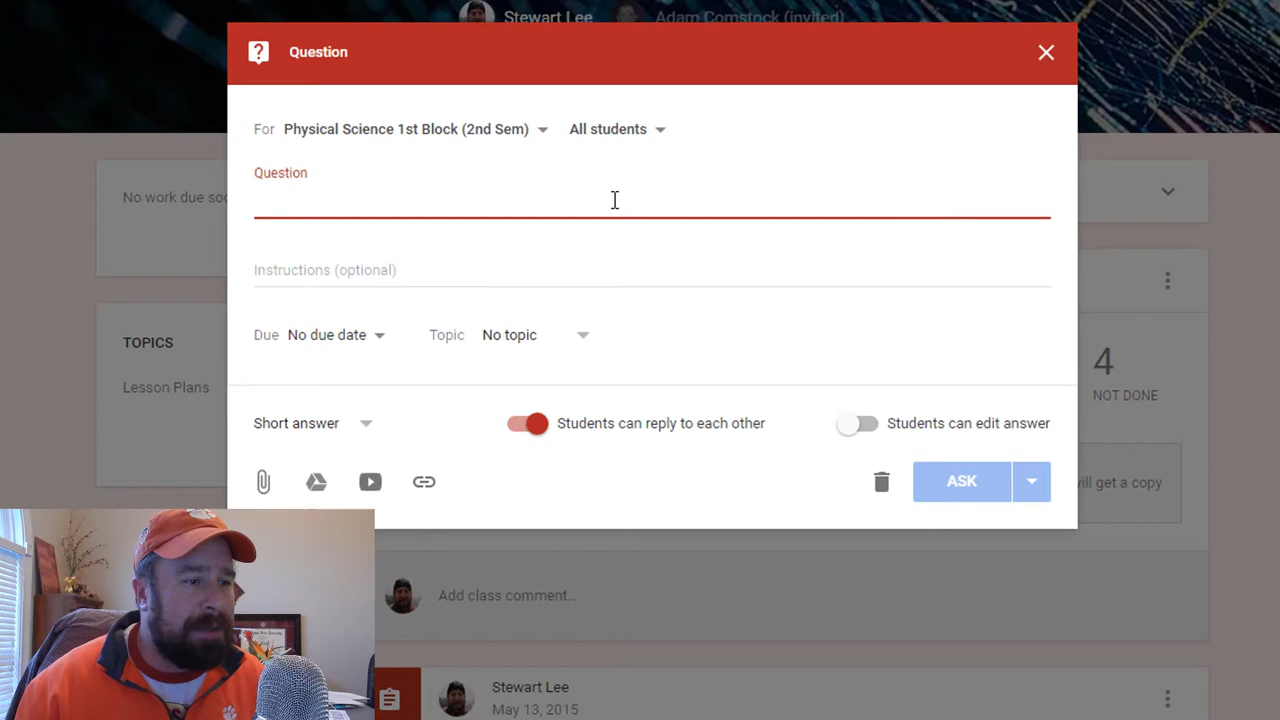 Stewart Lee Adam Comstock (invited)
Question
For Physical Science 1st Block (2nd Sem) All students
Question
No work due soo
Instructions (optional)
Due No due date Topic No topic
TOPICS
Lesson Plans
4
NOT DONE
Short answer Students can reply to each other Students can edit answer
ASK
will get a copy
Add class comment...
Stewart Lee
May 13, 2015